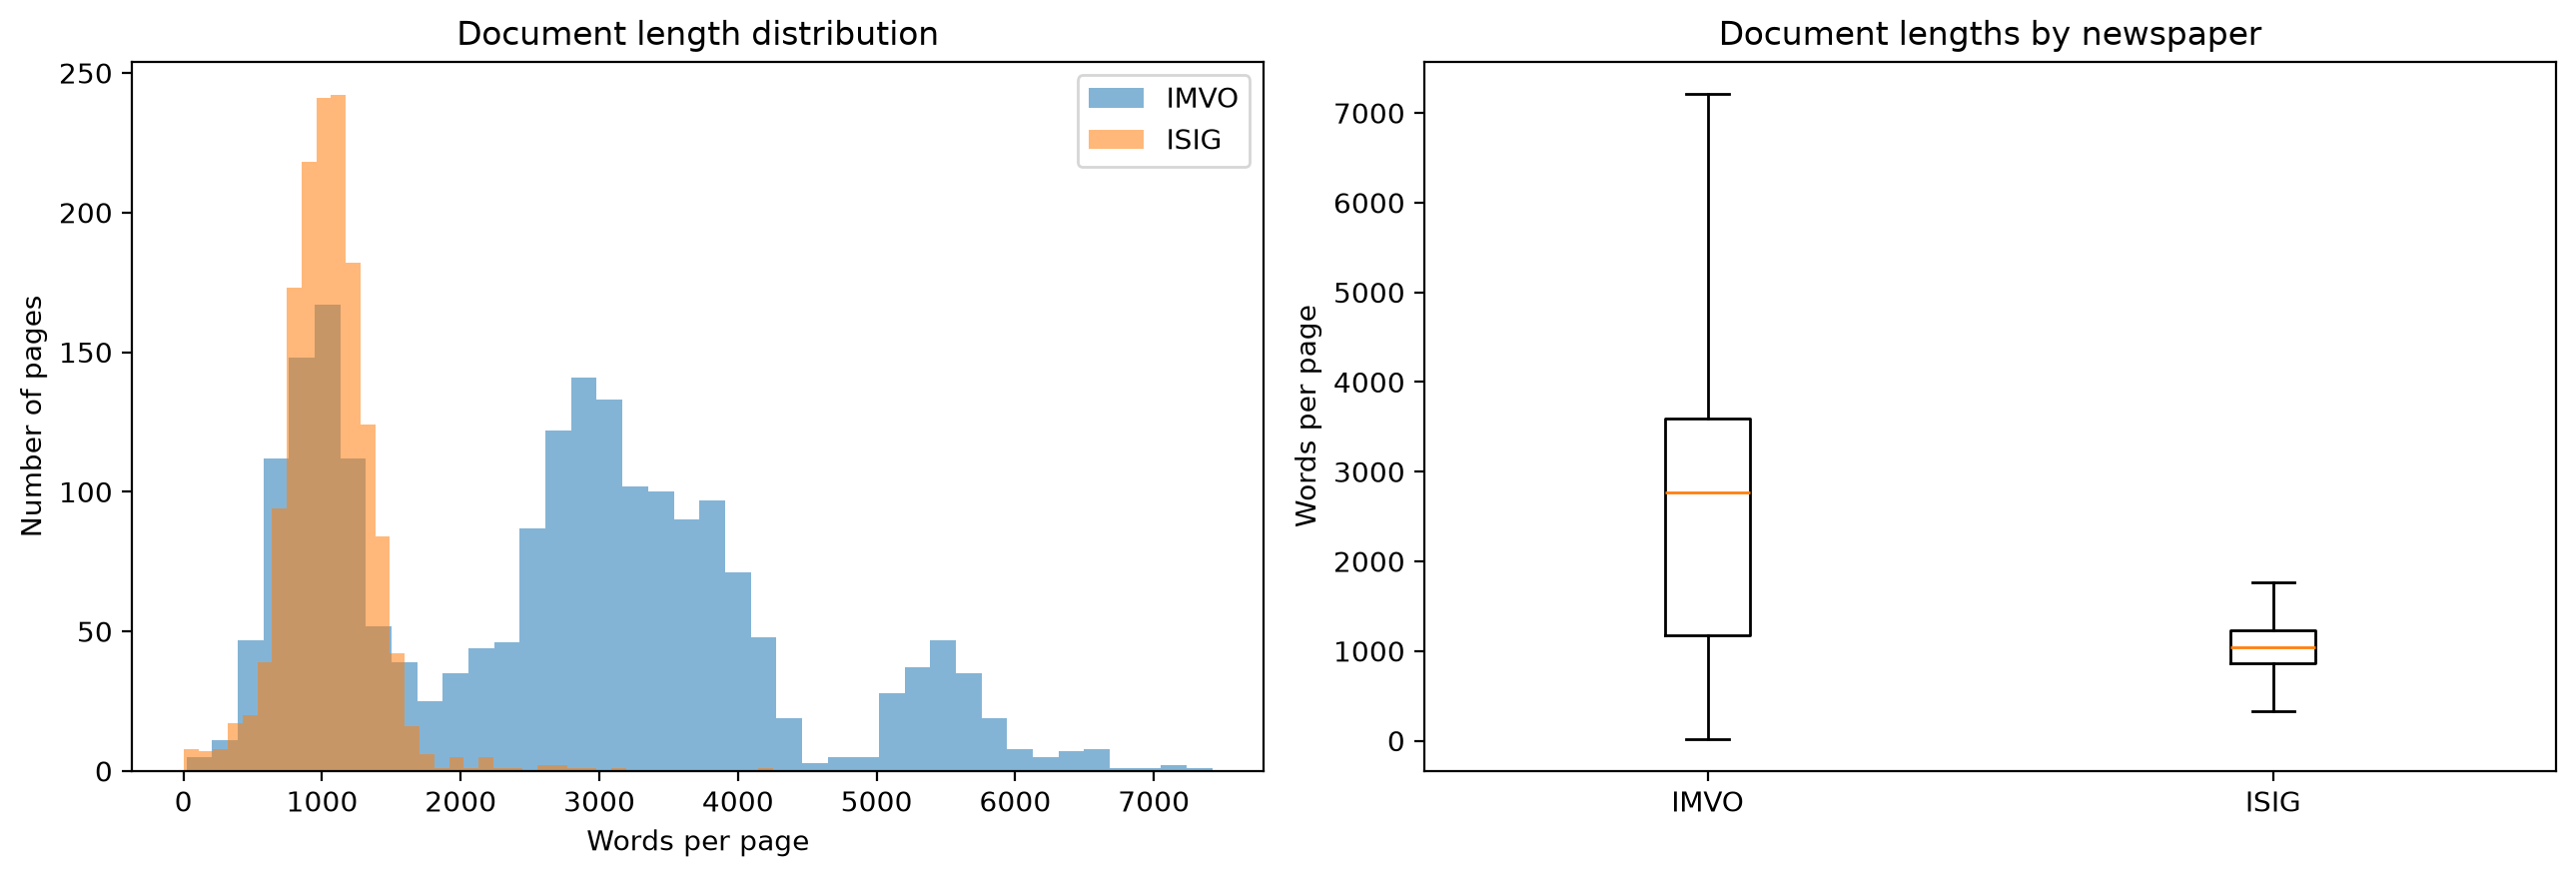 Document length distribution
Number of pages
250
200
150
100
50
0
IMVO
ISIG
0 1000 2000 3000 4000 5000 6000 7000
Words per page
Document lengths by newspaper
Words per page
7000
6000
5000
4000
3000
2000
1000
0
IMVO ISIG